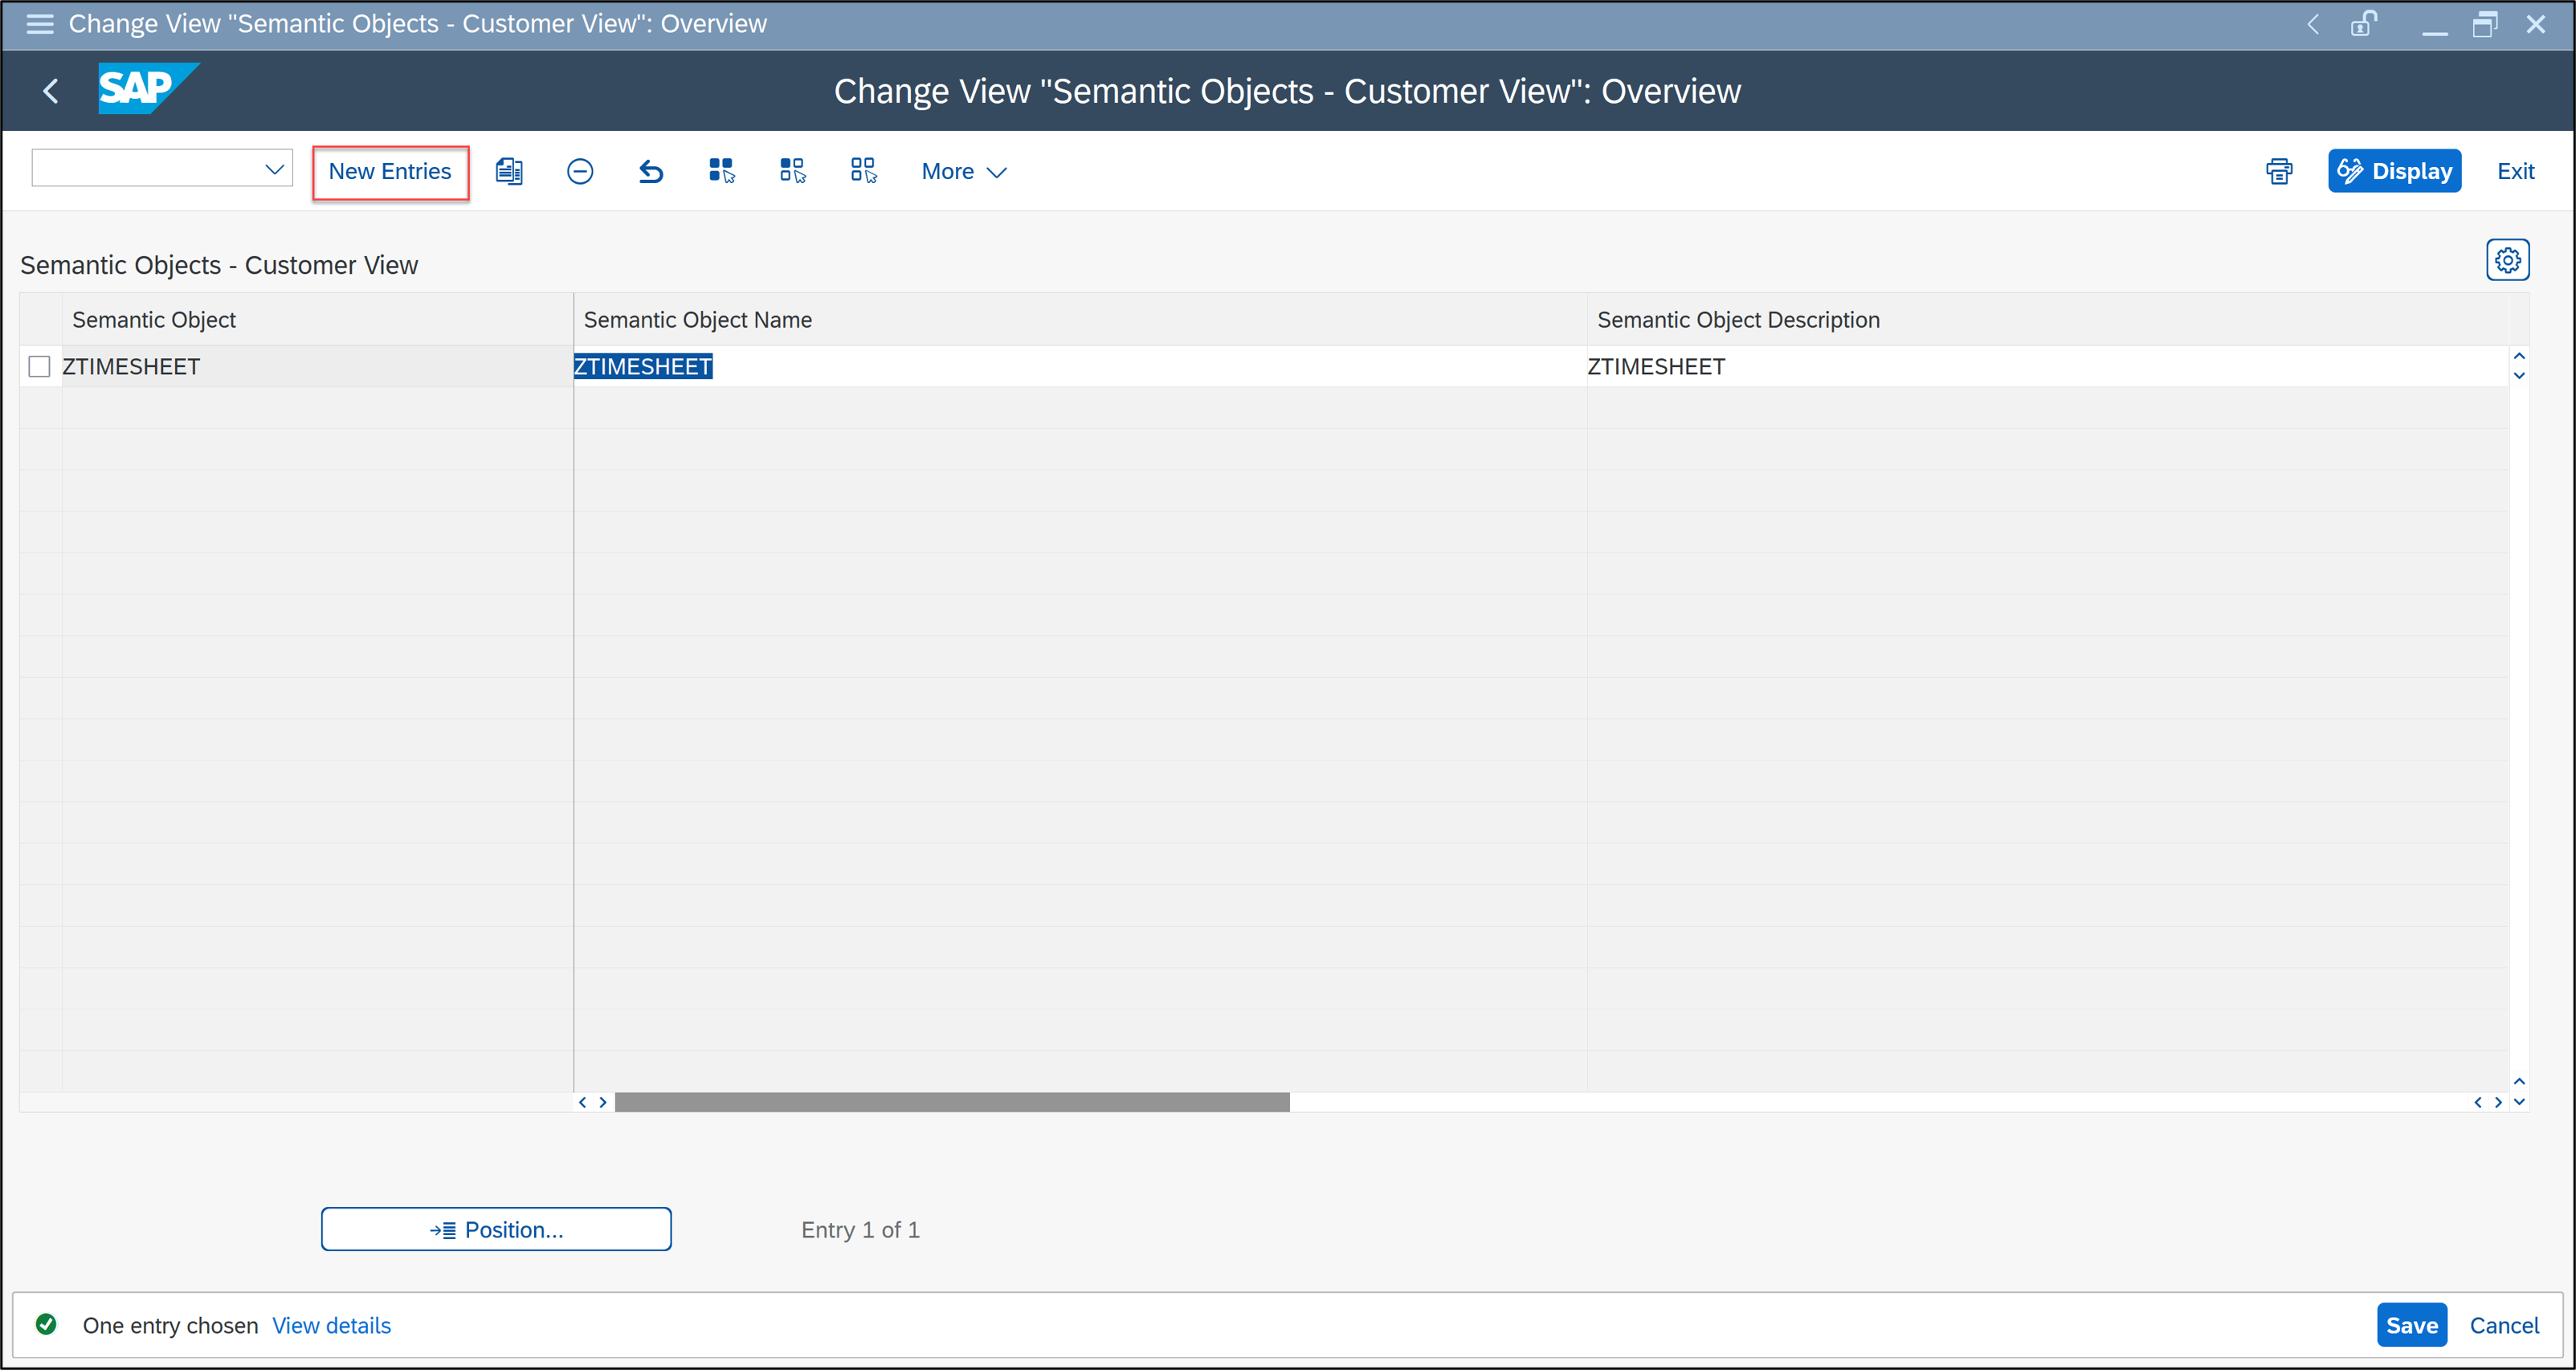 Change View "Semantic Objects - Customer View": Overview
SAP
Change View "Semantic Objects - Customer View": Overview
New Entries
More
Display
Exit
Semantic Objects - Customer View
Semantic Object
Semantic Object Name
Semantic Object Description
ZTIMESHEET
ZTIMESHEET
ZTIMESHEET
Position...
Entry 1 of 1
One entry chosen View details
Save
Cancel